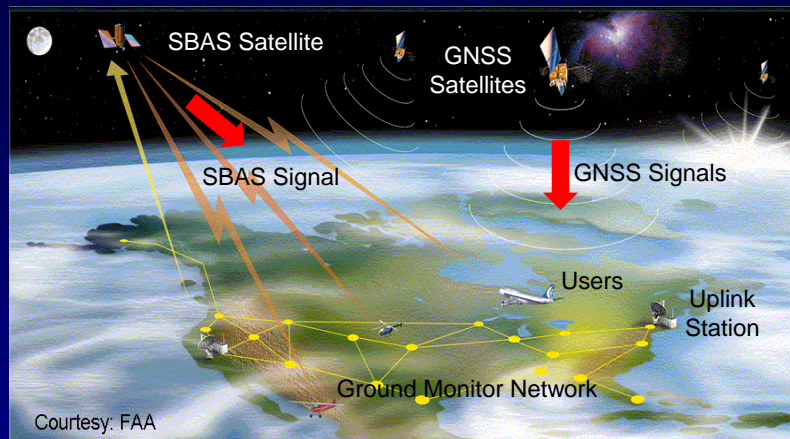 SBAS Satellite
GNSS
Satellites
SBAS Signal
GNSS Signals
Users
Uplink
Station
Ground Monitor Network
Courtesy: FAA